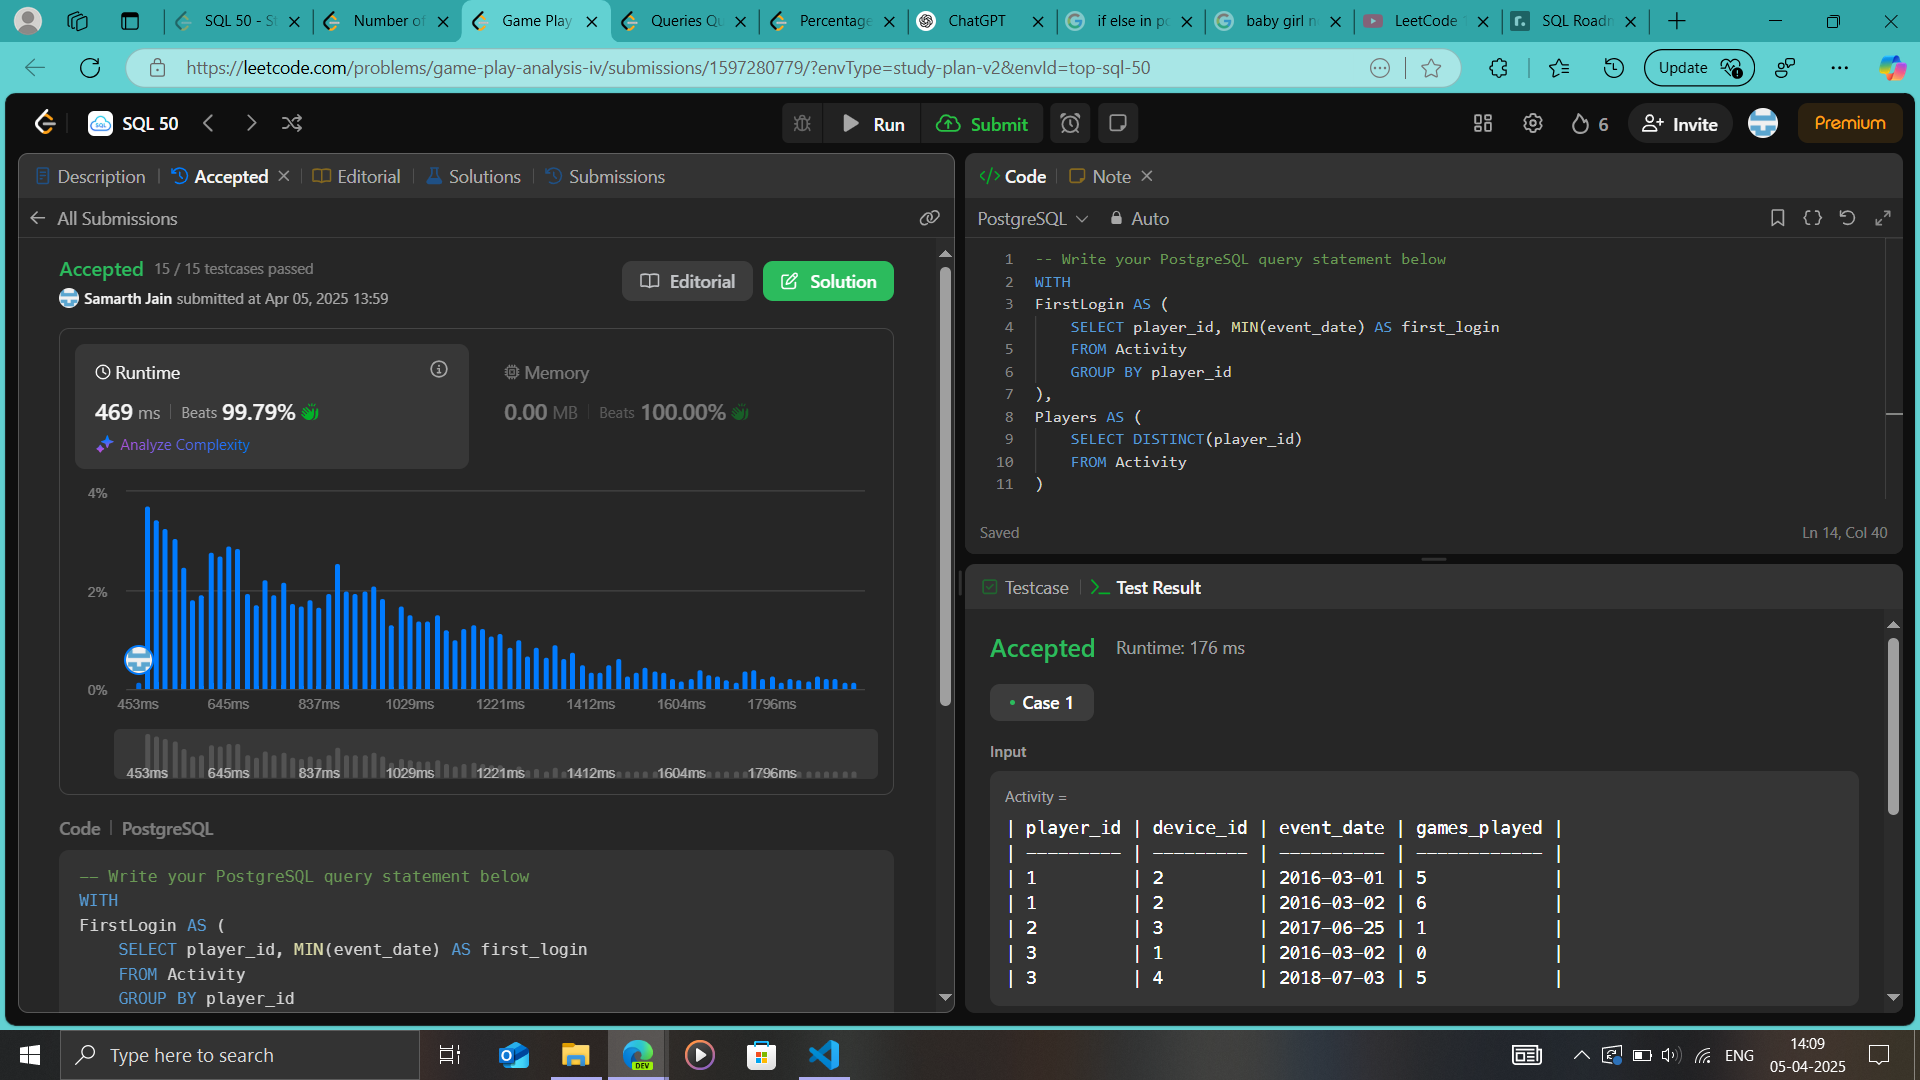 SQL 50 - St
Number of
Game Play
Queries Qu
Percentage
ChatGPT
if else in po
baby girl n
LeetCode
SQL Roadm
https://leetcode.com/problems/game-play-analysis-iv/submissions/1597280779/?envType=study-plan-v2&envId=top-sql-50
Update
SQL 50
Run
Submit
6
Invite
Premium
Description
Accepted
Editorial
Solutions
Submissions
All Submissions
Accepted 15 / 15 testcases passed
Samarth Jain submitted at Apr 05, 2025 13:59
Editorial
Solution
Runtime
469 ms | Beats 99.79%
Analyze Complexity
Memory
0.00 MB | Beats 100.00%
4%
2%
0%
453ms 645ms 837ms 1029ms 1221ms 1412ms 1604ms 1796ms
453ms 645ms 837ms 1029ms 1221ms 1412ms 1604ms 1796ms
Code | PostgreSQL
-- Write your PostgreSQL query statement below
WITH
FirstLogin AS (
    SELECT player_id, MIN(event_date) AS first_login
    FROM Activity
    GROUP BY player_id
</> Code
Note
PostgreSQL
Auto
1 -- Write your PostgreSQL query statement below
2 WITH
3 FirstLogin AS (
4     SELECT player_id, MIN(event_date) AS first_login
5     FROM Activity
6     GROUP BY player_id
7 ),
8 Players AS (
9     SELECT DISTINCT(player_id)
10     FROM Activity
11 )
Saved
Ln 14, Col 40
Testcase
Test Result
Accepted Runtime: 176 ms
• Case 1
Input
Activity =
| player_id | device_id | event_date | games_played |
| --------- | --------- | ---------- | ------------ |
| 1         | 2         | 2016-03-01 | 5            |
| 1         | 2         | 2016-03-02 | 6            |
| 2         | 3         | 2017-06-25 | 1            |
| 3         | 1         | 2016-03-02 | 0            |
| 3         | 4         | 2018-07-03 | 5            |
Type here to search
DEV
ENG
14:09
05-04-2025